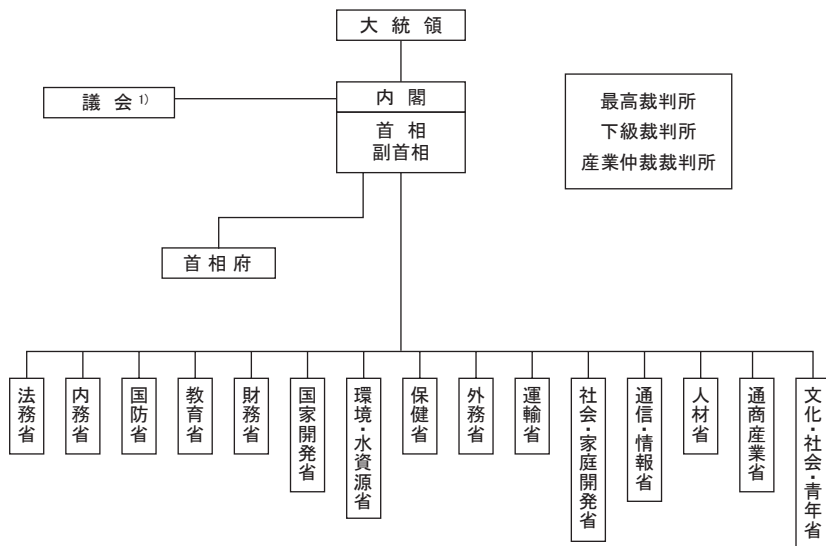 大統領
議会 1)
内閣
首相
副首相
最高裁判所
下級裁判所
産業仲裁裁判所
首相府
法務省
内務省
国防省
教育省
財務省
国家開発省
環境・水資源省
保健省
外務省
運輸省
社会・家庭開発省
通信・情報省
人材省
通商産業省
文化・社会・青年省